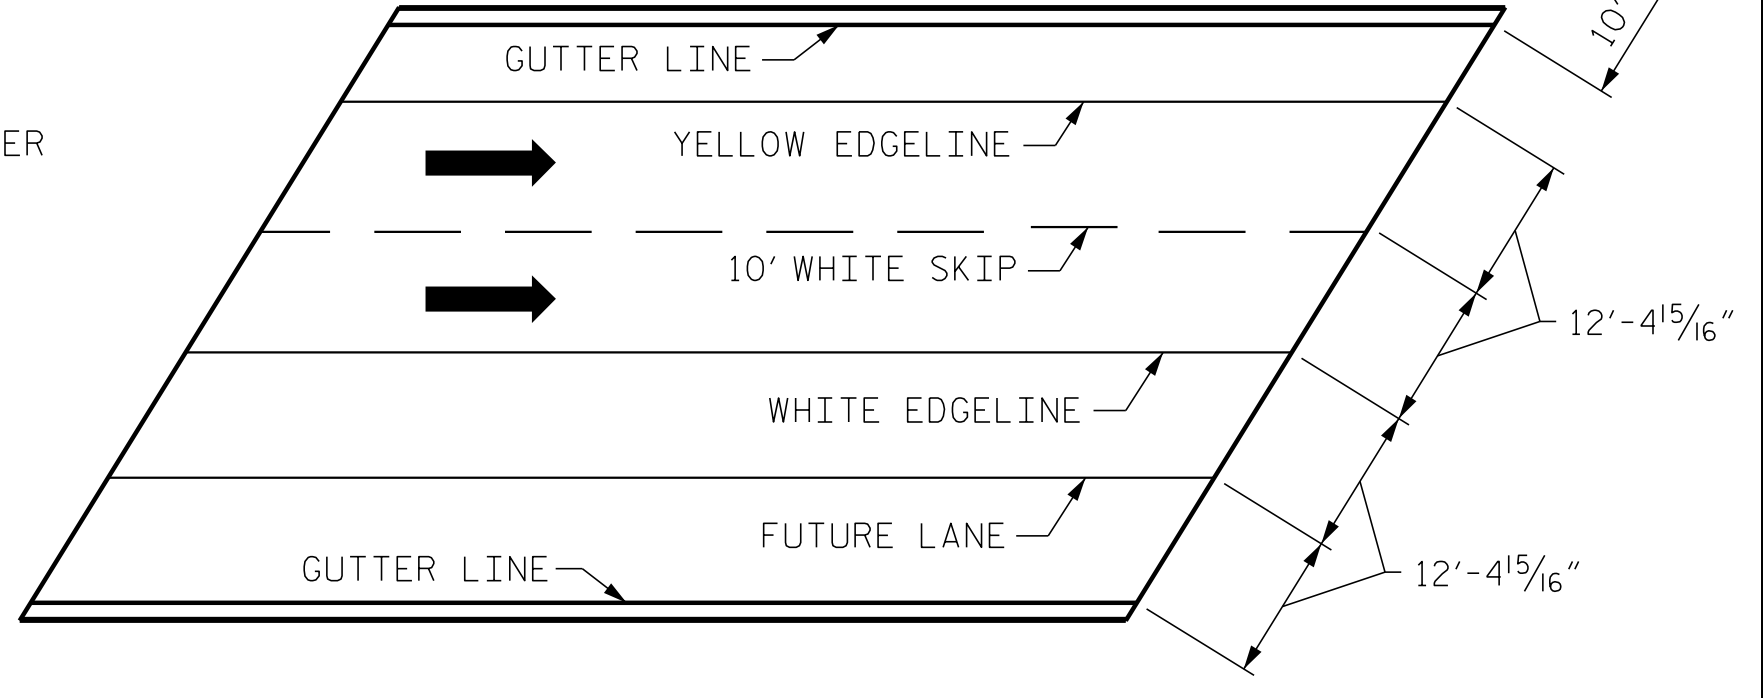 10'
GUTTER LINE
ER
YELLOW EDGELINE
10' WHITE SKIP
12'-4 15/16"
WHITE EDGELINE
FUTURE LANE
GUTTER LINE
12'-4 15/16"